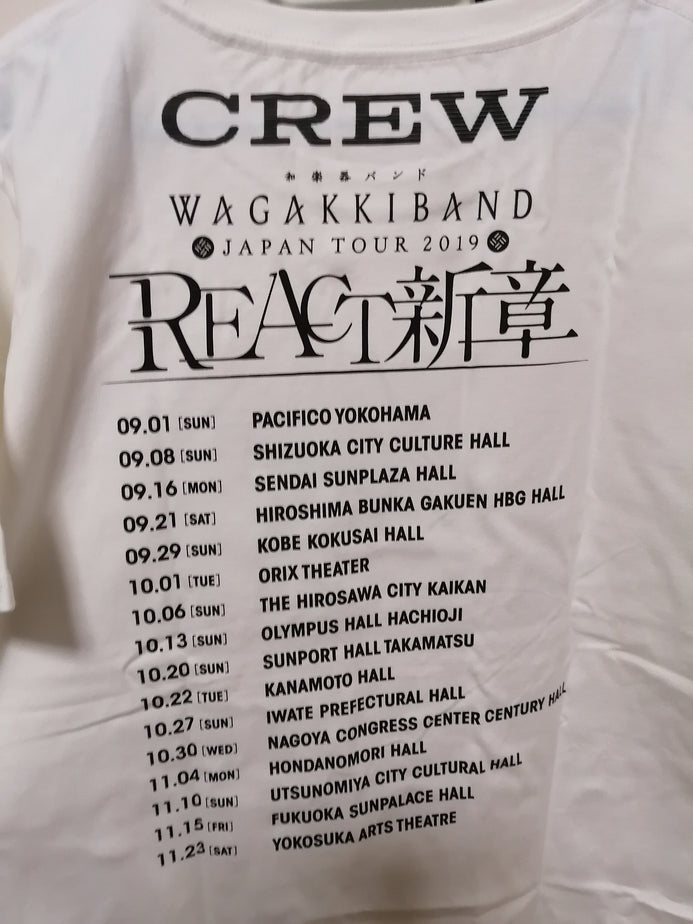 CREW
和楽器バンド
WAGAKKIBAND
JAPAN TOUR 2019
REACT新章
09.01 [SUN] PACIFICO YOKOHAMA
09.08 [SUN] SHIZUOKA CITY CULTURE HALL
09.16 [MON] SENDAI SUNPLAZA HALL
09.21 [SAT] HIROSHIMA BUNKA GAKUEN HBG HALL
09.29 [SUN] KOBE KOKUSAI HALL
10.01 [TUE] ORIX THEATER
10.06 [SUN] THE HIROSAWA CITY KAIKAN
10.13 [SUN] OLYMPUS HALL HACHIOJI
10.20 [SUN] SUNPORT HALL TAKAMATSU
10.22 [TUE] KANAMOTO HALL
10.27 [SUN] IWATE PREFECTURAL HALL
10.30 [WED] NAGOYA CONGRESS CENTER CENTURY HALL
11.04 [MON] HONDANOMORI HALL
11.10 [SUN] UTSUNOMIYA CITY CULTURAL HALL
11.15 [FRI] FUKUOKA SUNPALACE HALL
11.23 [SAT] YOKOSUKA ARTS THEATRE